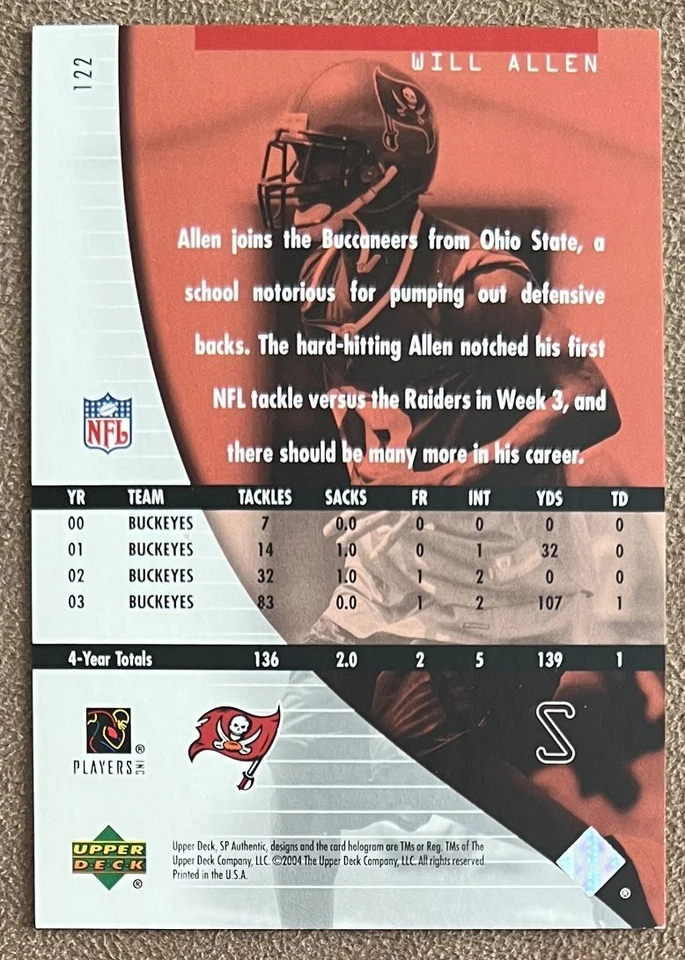 122
WILL ALLEN
Allen joins the Buccaneers from Ohio State, a
school notorious for pumping out defensive
backs. The hard-hitting Allen notched his first
NFL tackle versus the Raiders in Week 3, and
there should be many more in his career.
NFL
YR TEAM TACKLES SACKS FR INT YDS TD
00 BUCKEYES 7 0.0 0 0 0 0
01 BUCKEYES 14 1.0 0 1 32 0
02 BUCKEYES 32 1.0 1 2 0 0
03 BUCKEYES 83 0.0 1 2 107 1
4-Year Totals 136 2.0 2 5 139 1
PLAYERS INC ®
S
UPPER
DECK
®
Upper Deck, SP Authentic, designs and the card hologram are TMs or Reg. TMs of The
Upper Deck Company, LLC. ©2004 The Upper Deck Company, LLC. All rights reserved.
Printed in the U.S.A.
®